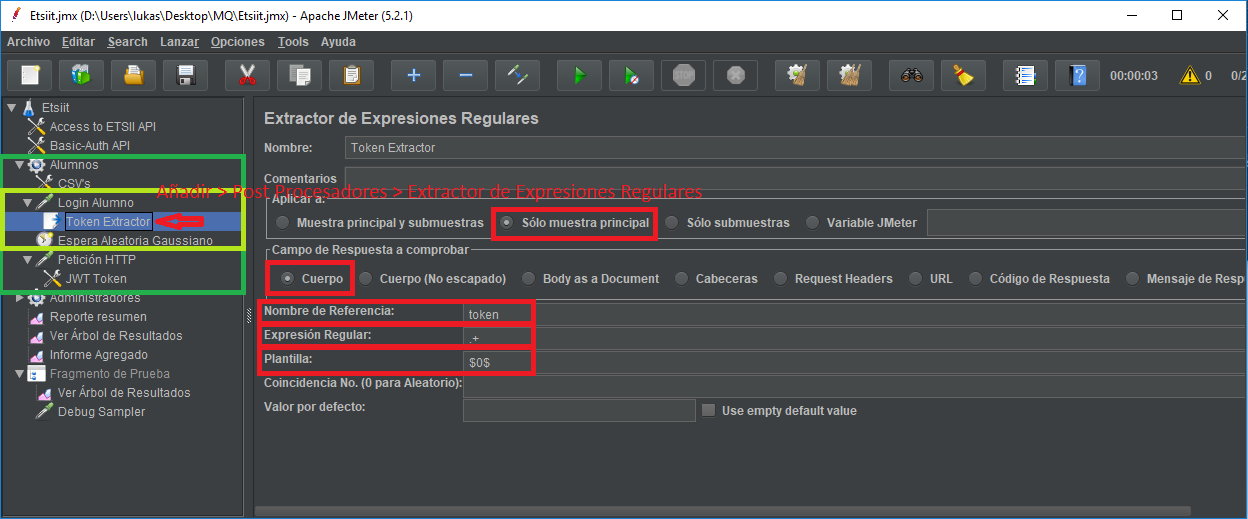 Etsiit.jmx (D:\Users\lukas\Desktop\MQ\Etsiit.jmx) - Apache JMeter (5.2.1)
Archivo Editar Search Lanzar Opciones Tools Ayuda
STOP 00:00:03 0 0/2
Etsiit
Access to ETSII API
Basic-Auth API
Alumnos
CSV's
Login Alumno
Token Extractor
Espera Aleatoria Gaussiano
Petición HTTP
JWT Token
Administradores
Reporte resumen
Ver Árbol de Resultados
Informe Agregado
Fragmento de Prueba
Ver Árbol de Resultados
Debug Sampler
Extractor de Expresiones Regulares
Nombre: Token Extractor
Comentarios
Añadir > Post Procesadores > Extractor de Expresiones Regulares
Aplicar a:
Muestra principal y submuestras Sólo muestra principal Sólo submuestras Variable JMeter
Campo de Respuesta a comprobar
Cuerpo Cuerpo (No escapado) Body as a Document Cabeceras Request Headers URL Código de Respuesta Mensaje de Resp
Nombre de Referencia: token
Expresión Regular: .+
Plantilla: $0$
Coincidencia No. (0 para Aleatorio):
Valor por defecto: Use empty default value